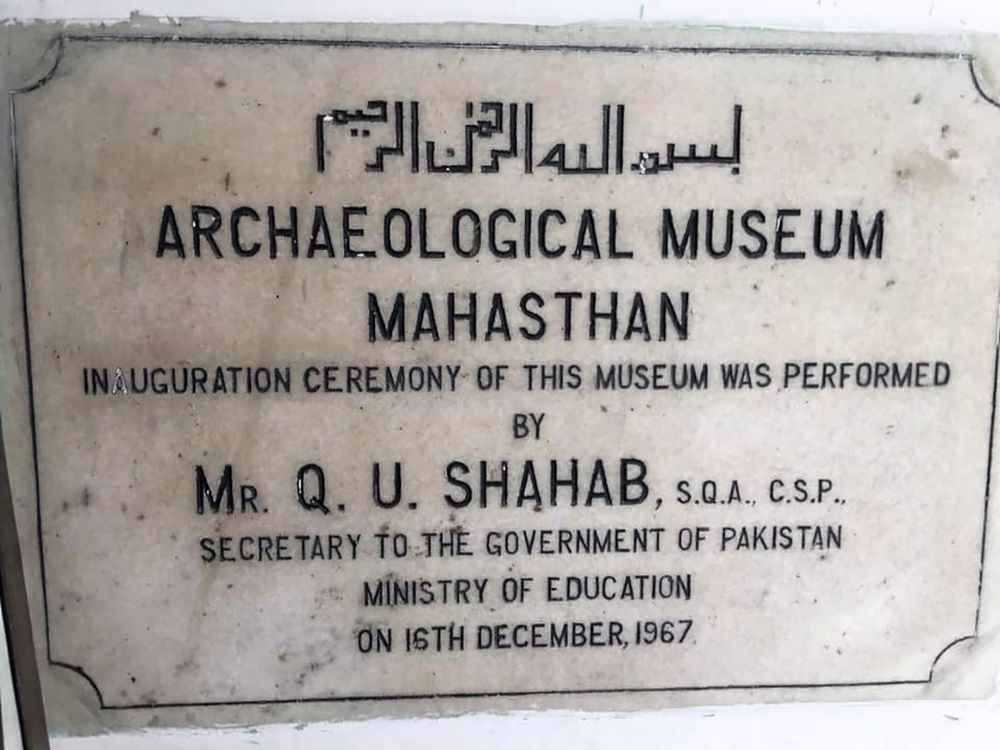 بسم الله الرحمن الرحيم
ARCHAEOLOGICAL MUSEUM
MAHASTHAN
INAUGURATION CEREMONY OF THIS MUSEUM WAS PERFORMED
BY
MR. Q. U. SHAHAB, S.Q.A., C.S.P.,
SECRETARY TO THE GOVERNMENT OF PAKISTAN
MINISTRY OF EDUCATION
ON 16TH DECEMBER, 1967